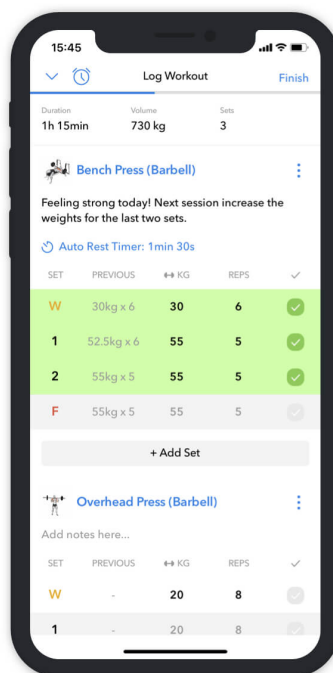 15:45
Log Workout
Finish
Duration Volume Sets
1h 15min 730 kg 3
Bench Press (Barbell)
Feeling strong today! Next session increase the
weights for the last two sets.
Auto Rest Timer: 1min 30s
SET PREVIOUS KG REPS
W 30kg x 6 30 6
1 52.5kg x 6 55 5
2 55kg x 5 55 5
F 55kg x 5 55 5
+ Add Set
Overhead Press (Barbell)
Add notes here...
SET PREVIOUS KG REPS
W - 20 8
1 - 20 8